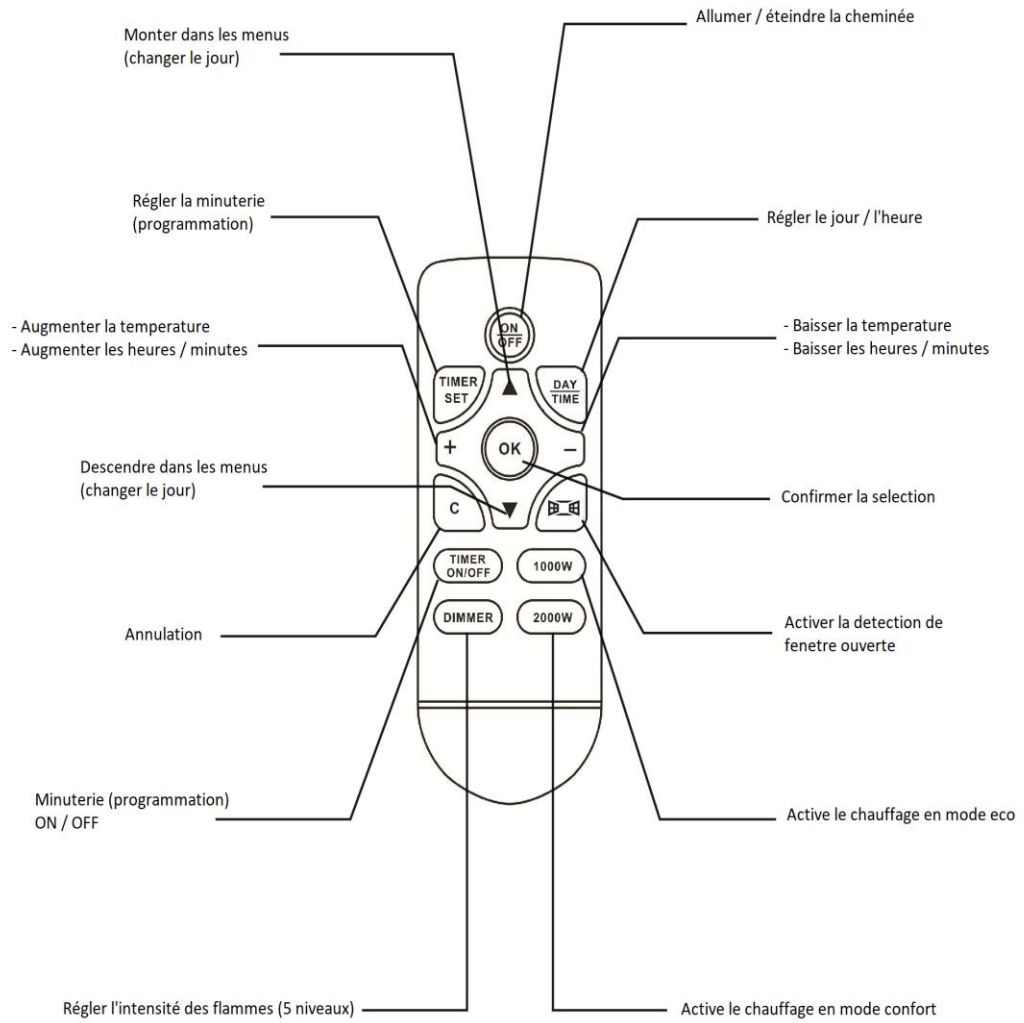 Allumer / éteindre la cheminée
Monter dans les menus
(changer le jour)
Régler la minuterie
(programmation)
Régler le jour / l'heure
- Augmenter la temperature
- Augmenter les heures / minutes
- Baisser la temperature
- Baisser les heures / minutes
ON
OFF
TIMER
SET
DAY
TIME
+
OK
−
C
TIMER
ON/OFF
1000W
DIMMER
2000W
Descendre dans les menus
(changer le jour)
Confirmer la selection
Annulation
Activer la detection de
fenetre ouverte
Minuterie (programmation)
ON / OFF
Active le chauffage en mode eco
Régler l'intensité des flammes (5 niveaux)
Active le chauffage en mode confort